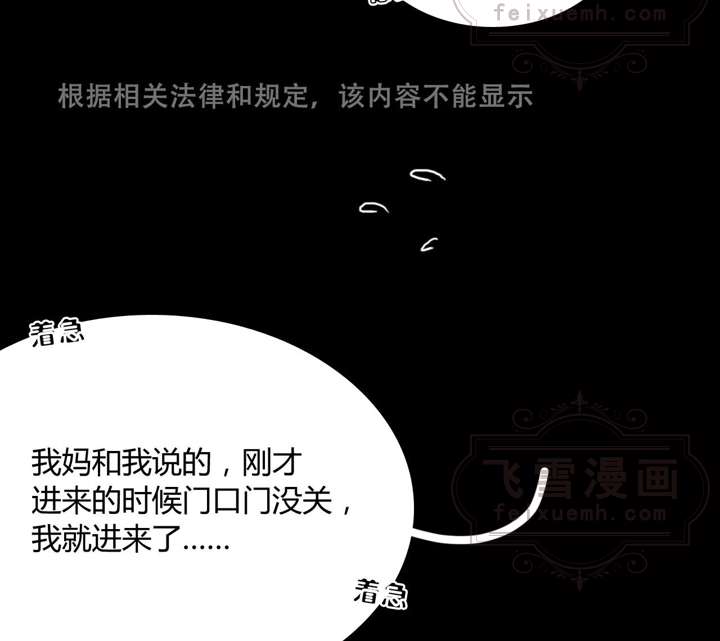 feixuemh.com
根据相关法律和规定，该内容不能显示
着急
我妈和我说的，刚才
进来的时候门口门没关，
我就进来了……
飞雪漫画
feixuemh.com
着急